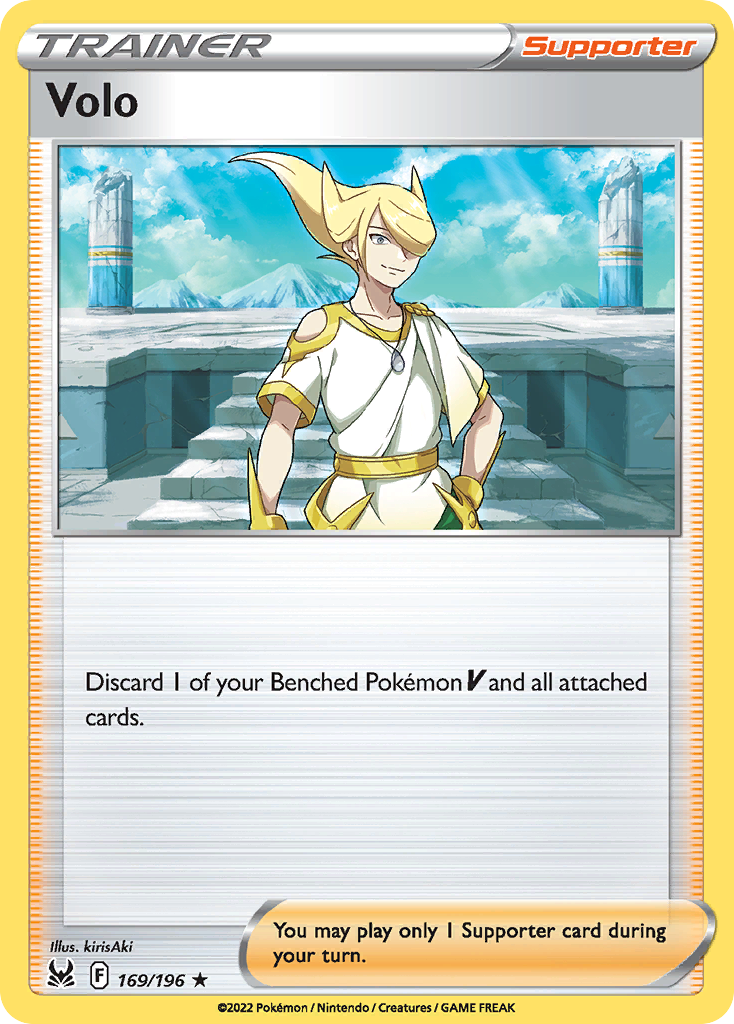 TRAINER Supporter
Volo
Discard 1 of your Benched Pokémon V and all attached
cards.
You may play only 1 Supporter card during
your turn.
Illus. kirisAki
F 169/196 ★
©2022 Pokémon / Nintendo / Creatures / GAME FREAK